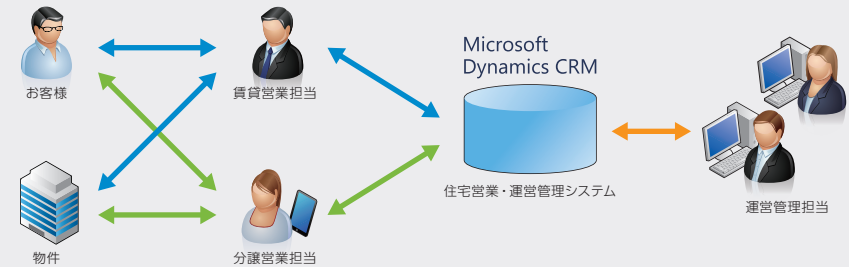 Microsoft
Dynamics CRM
お客様
賃貸営業担当
住宅営業・運営管理システム
運営管理担当
物件
分譲営業担当